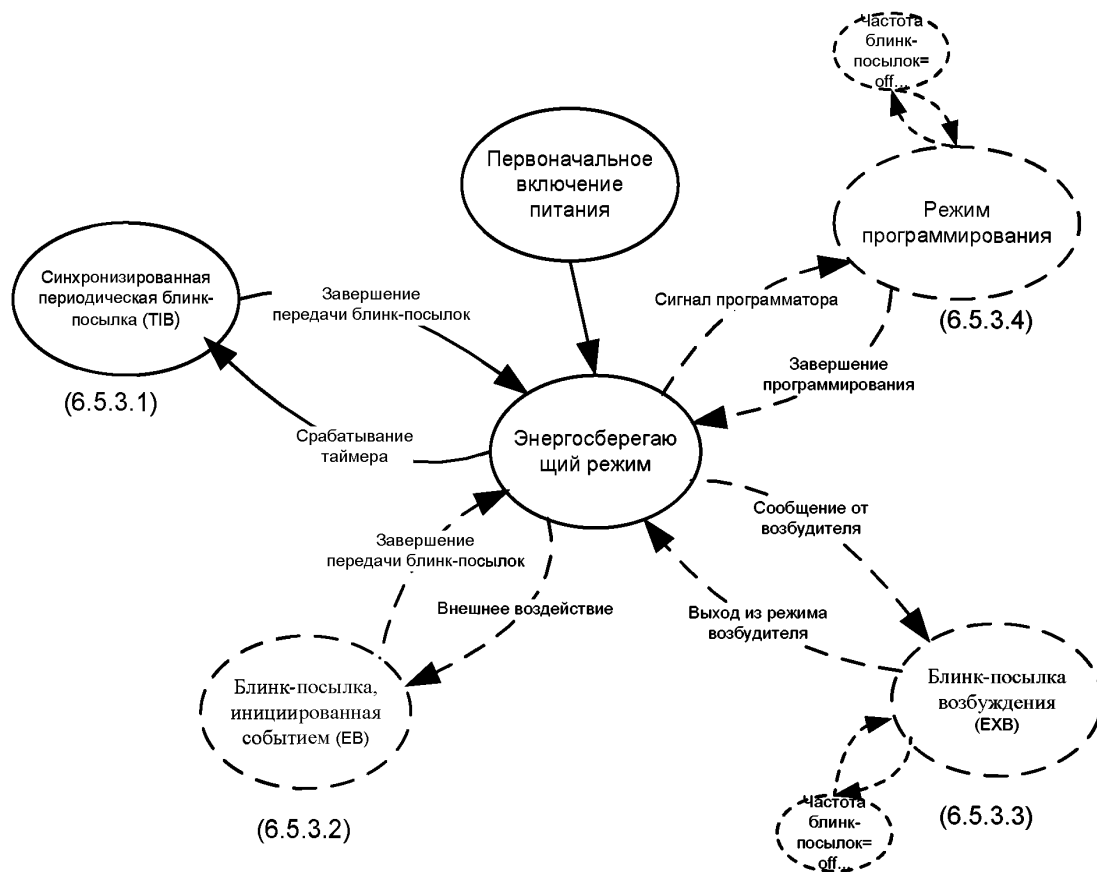 Частота
блинк-
посылок=
off...
Первоначальное
включение
питания
Режим
программирования
(6.5.3.4)
Синхронизированная
периодическая блинк-
посылка (TIB)
(6.5.3.1)
Завершение
передачи блинк-посылок
Сигнал программатора
Завершение
программирования
Срабатывание
таймера
Энергосберегаю
щий режим
Сообщение от
возбудителя
Завершение
передачи блинк-посылок
Внешнее воздействие
Выход из режима
возбудителя
Блинк-посылка,
инициированная
событием (EB)
(6.5.3.2)
Блинк-посылка
возбуждения
(EXB)
(6.5.3.3)
Частота
блинк-
посылок=
off...